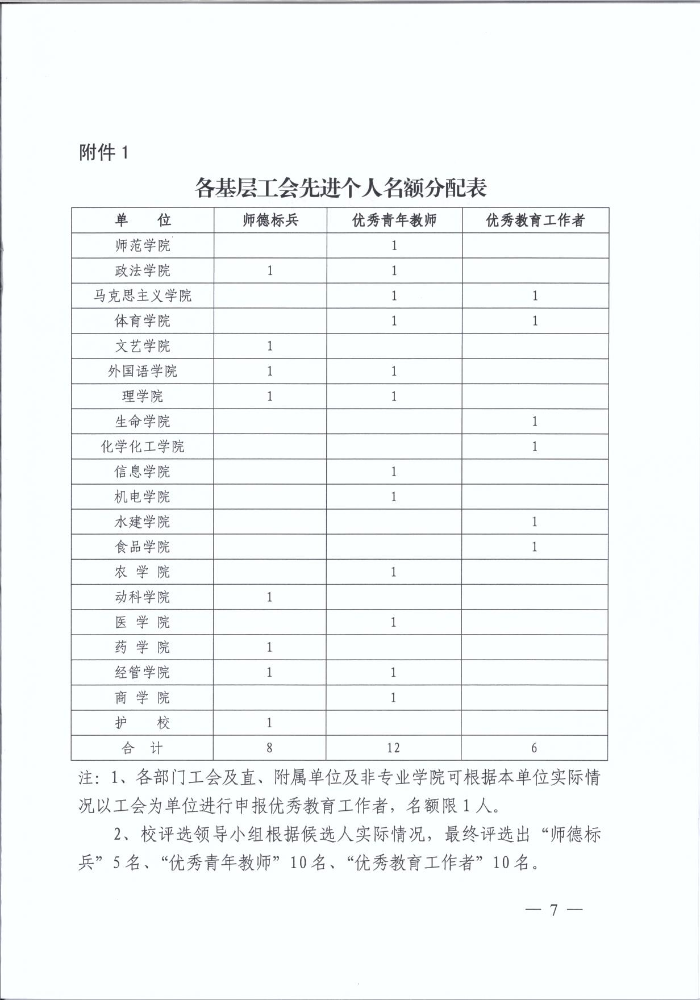 附件1
各基层工会先进个人名额分配表
单 位 师德标兵 优秀青年教师 优秀教育工作者
师范学院 1
政法学院 1 1
马克思主义学院 1 1
体育学院 1 1
文艺学院 1
外国语学院 1 1
理学院 1 1
生命学院 1
化学化工学院 1
信息学院 1
机电学院 1
水建学院 1
食品学院 1
农 学 院 1
动科学院 1
医 学 院 1
药 学 院 1
经管学院 1 1
商 学 院 1
护 校 1
合 计 8 12 6
注：1、各部门工会及直、附属单位及非专业学院可根据本单位实际情
况以工会为单位进行申报优秀教育工作者，名额限1人。
2、校评选领导小组根据候选人实际情况，最终评选出“师德标
兵”5名、“优秀青年教师”10名、“优秀教育工作者”10名。
— 7 —